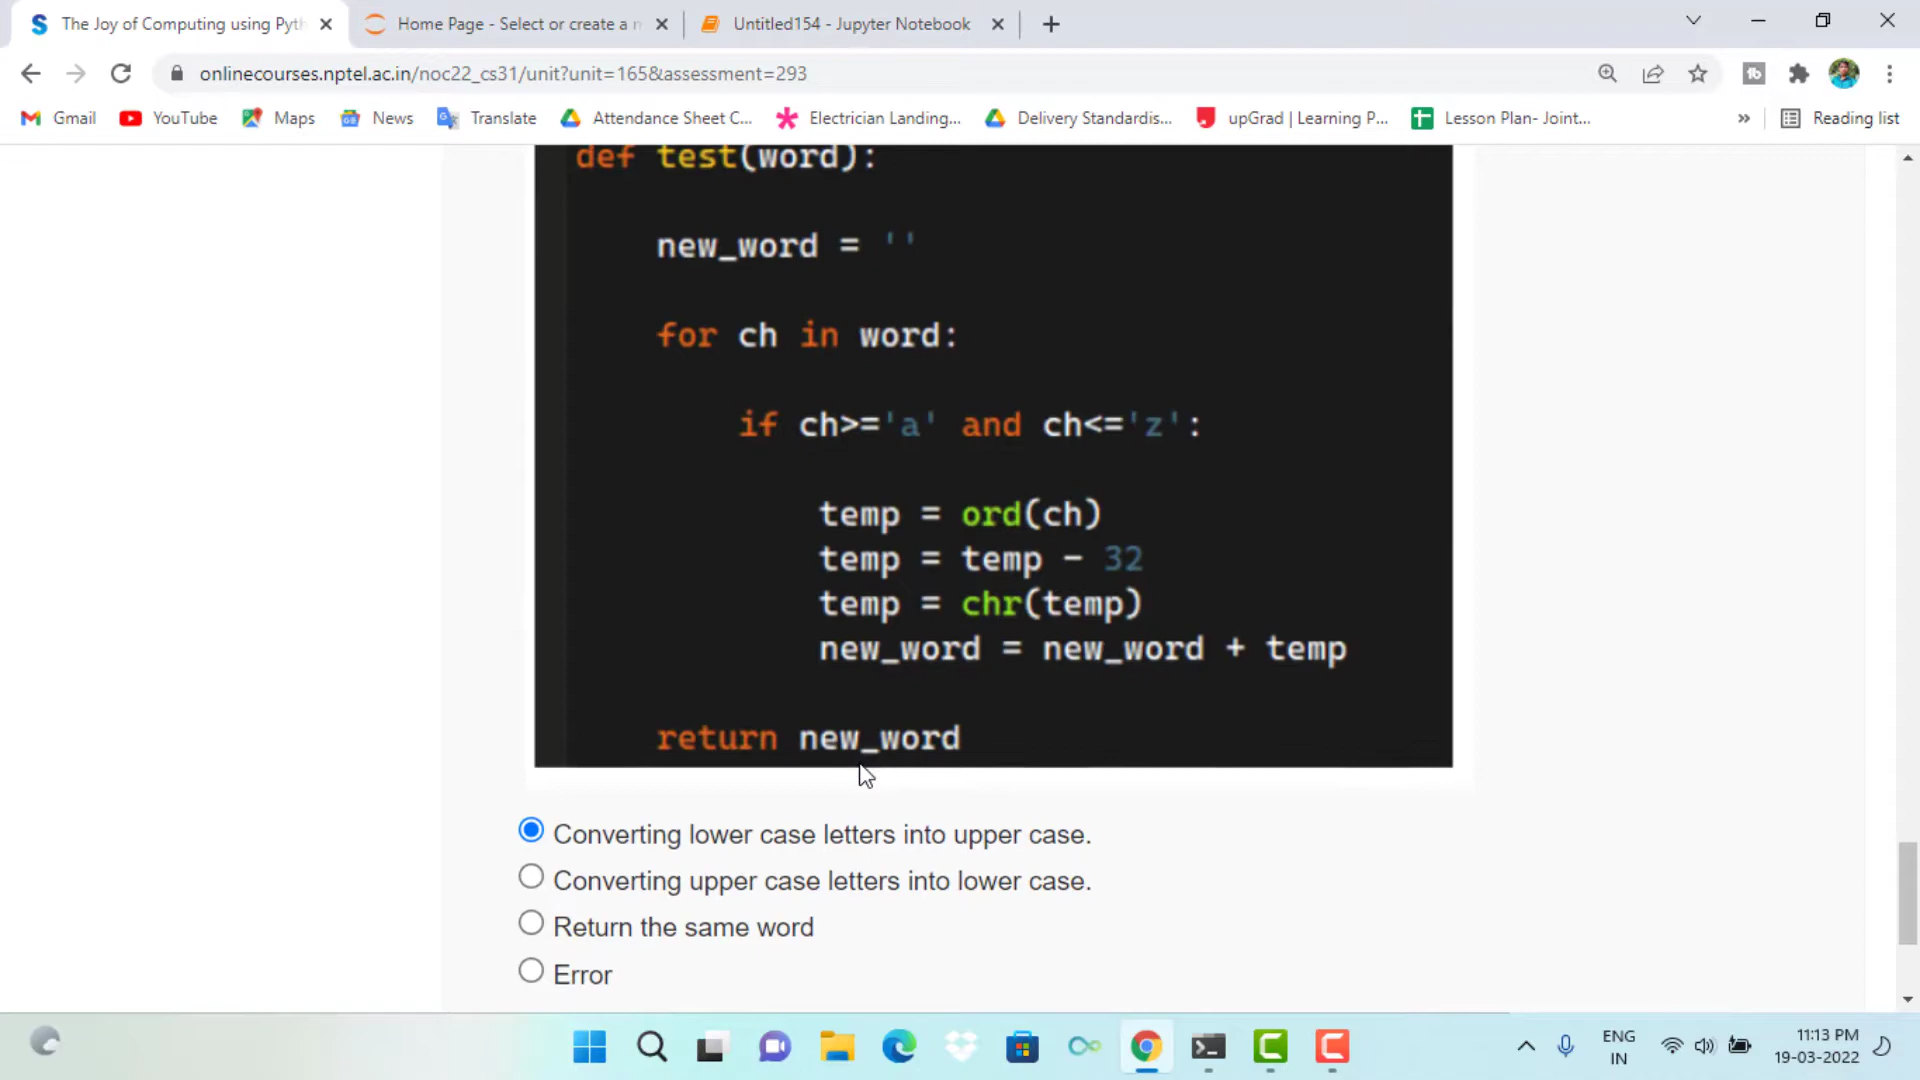 The Joy of Computing using Pyth
Home Page - Select or create a n
Untitled154 - Jupyter Notebook
onlinecourses.nptel.ac.in/noc22_cs31/unit?unit=165&assessment=293
Gmail
YouTube
Maps
News
Translate
Attendance Sheet C...
Electrician Landing...
Delivery Standardis...
upGrad | Learning P...
Lesson Plan- Joint...
»
Reading list
def test(word):
new_word = ''
for ch in word:
if ch>='a' and ch<='z':
temp = ord(ch)
temp = temp - 32
temp = chr(temp)
new_word = new_word + temp
return new_word
Converting lower case letters into upper case.
Converting upper case letters into lower case.
Return the same word
Error
ENG
IN
11:13 PM
19-03-2022